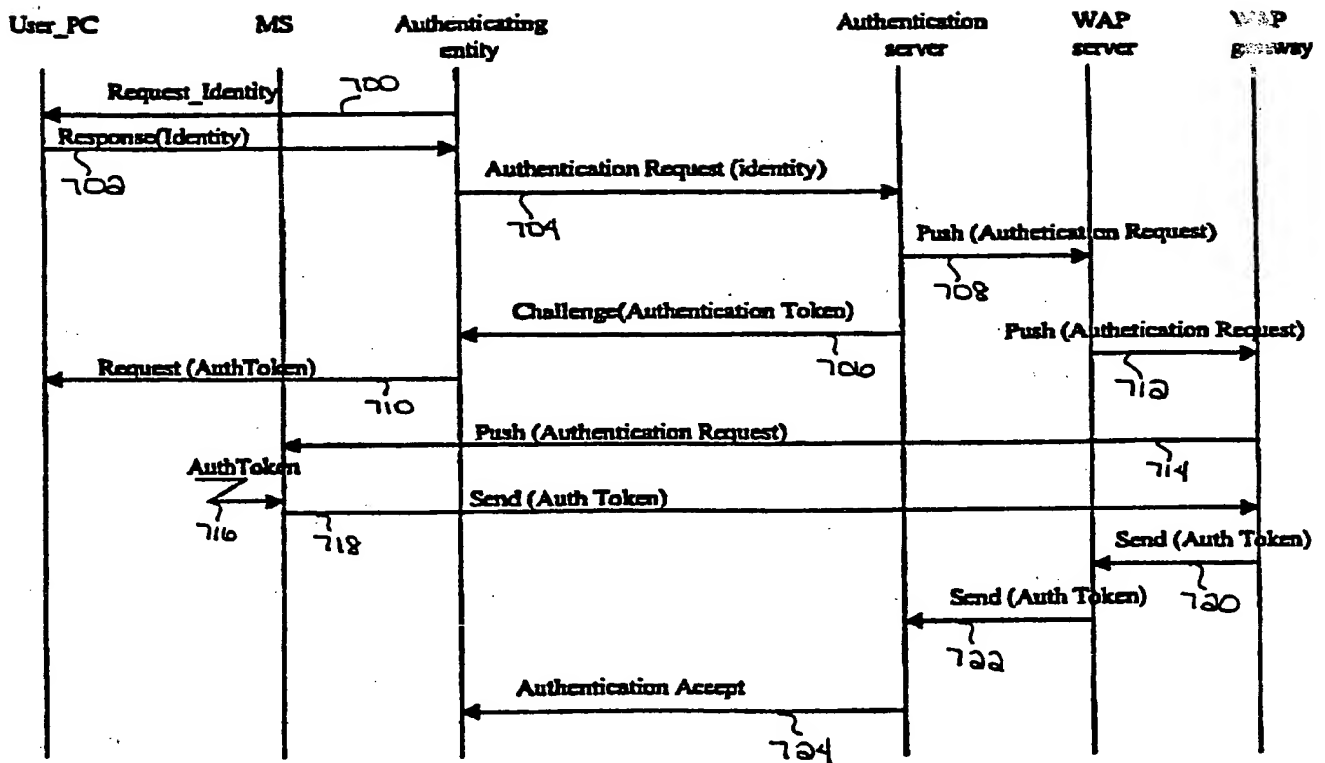 User_PC
MS
Authenticating
entity
Authentication
server
WAP
server
WAP
gateway
Request_Identity
700
Response(Identity)
702
Authentication Request (identity)
704
Push (Authetication Request)
708
Challenge(Authentication Token)
706
Push (Authetication Request)
712
Request (AuthToken)
710
Push (Authentication Request)
714
AuthToken
716
Send (Auth Token)
718
Send (Auth Token)
720
Send (Auth Token)
722
Authentication Accept
724